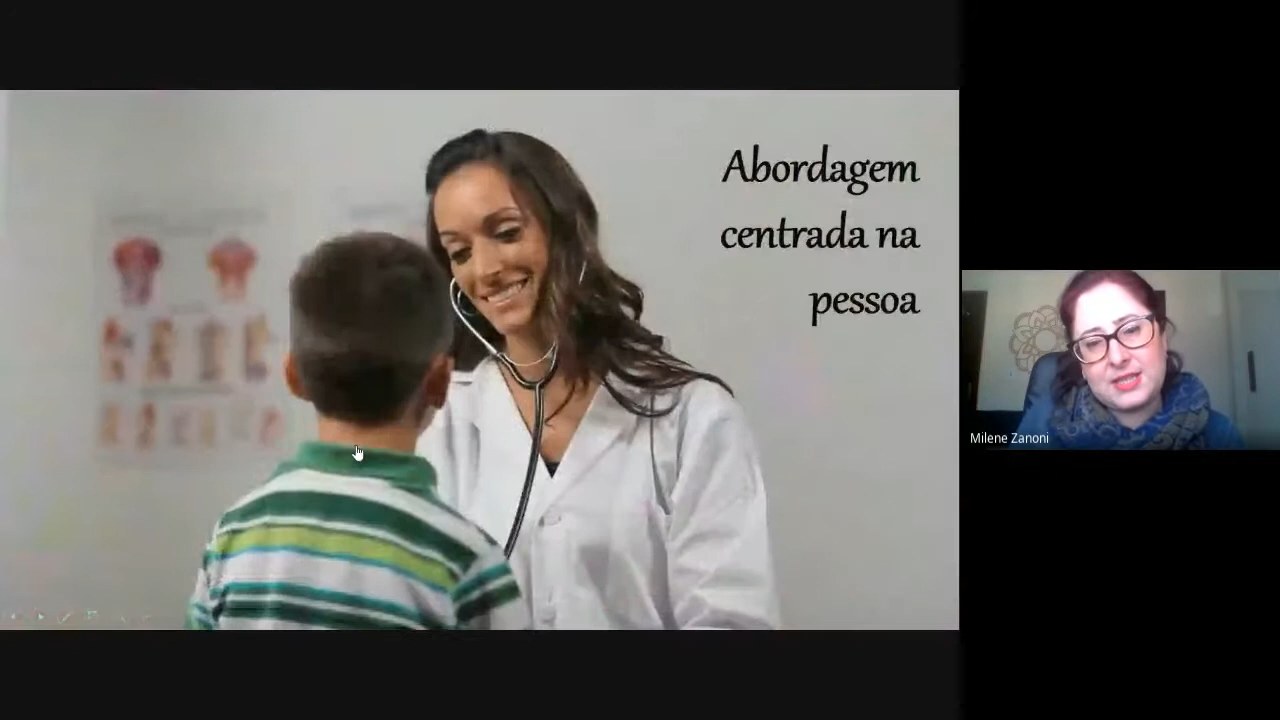 Abordagem
centrada na
pessoa
Milene Zanoni